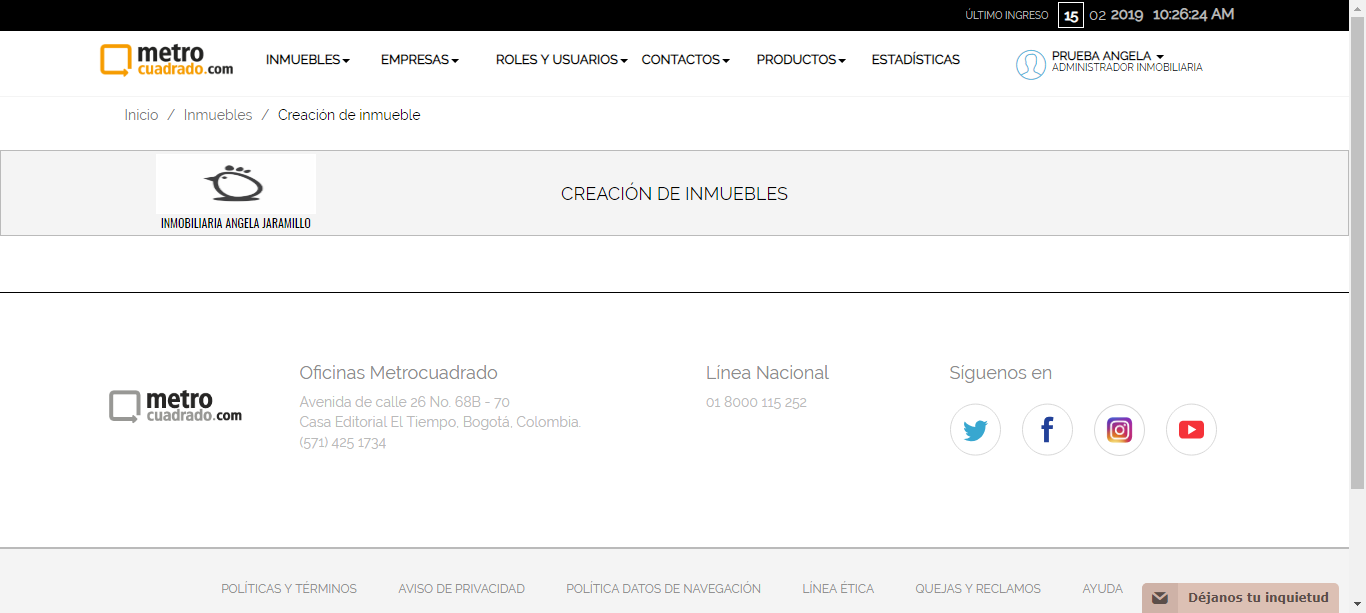 ÚLTIMO INGRESO 15 02 2019 10:26:24 AM
metro
cuadrado.com
INMUEBLES EMPRESAS ROLES Y USUARIOS CONTACTOS PRODUCTOS ESTADÍSTICAS
PRUEBA ANGELA
ADMINISTRADOR INMOBILIARIA
Inicio / Inmuebles / Creación de inmueble
INMOBILIARIA ANGELA JARAMILLO
CREACIÓN DE INMUEBLES
metro
cuadrado.com
Oficinas Metrocuadrado
Avenida de calle 26 No. 68B - 70
Casa Editorial El Tiempo, Bogotá, Colombia.
(571) 425 1734
Línea Nacional
01 8000 115 252
Síguenos en
POLÍTICAS Y TÉRMINOS AVISO DE PRIVACIDAD POLÍTICA DATOS DE NAVEGACIÓN LÍNEA ÉTICA QUEJAS Y RECLAMOS AYUDA
Déjanos tu inquietud